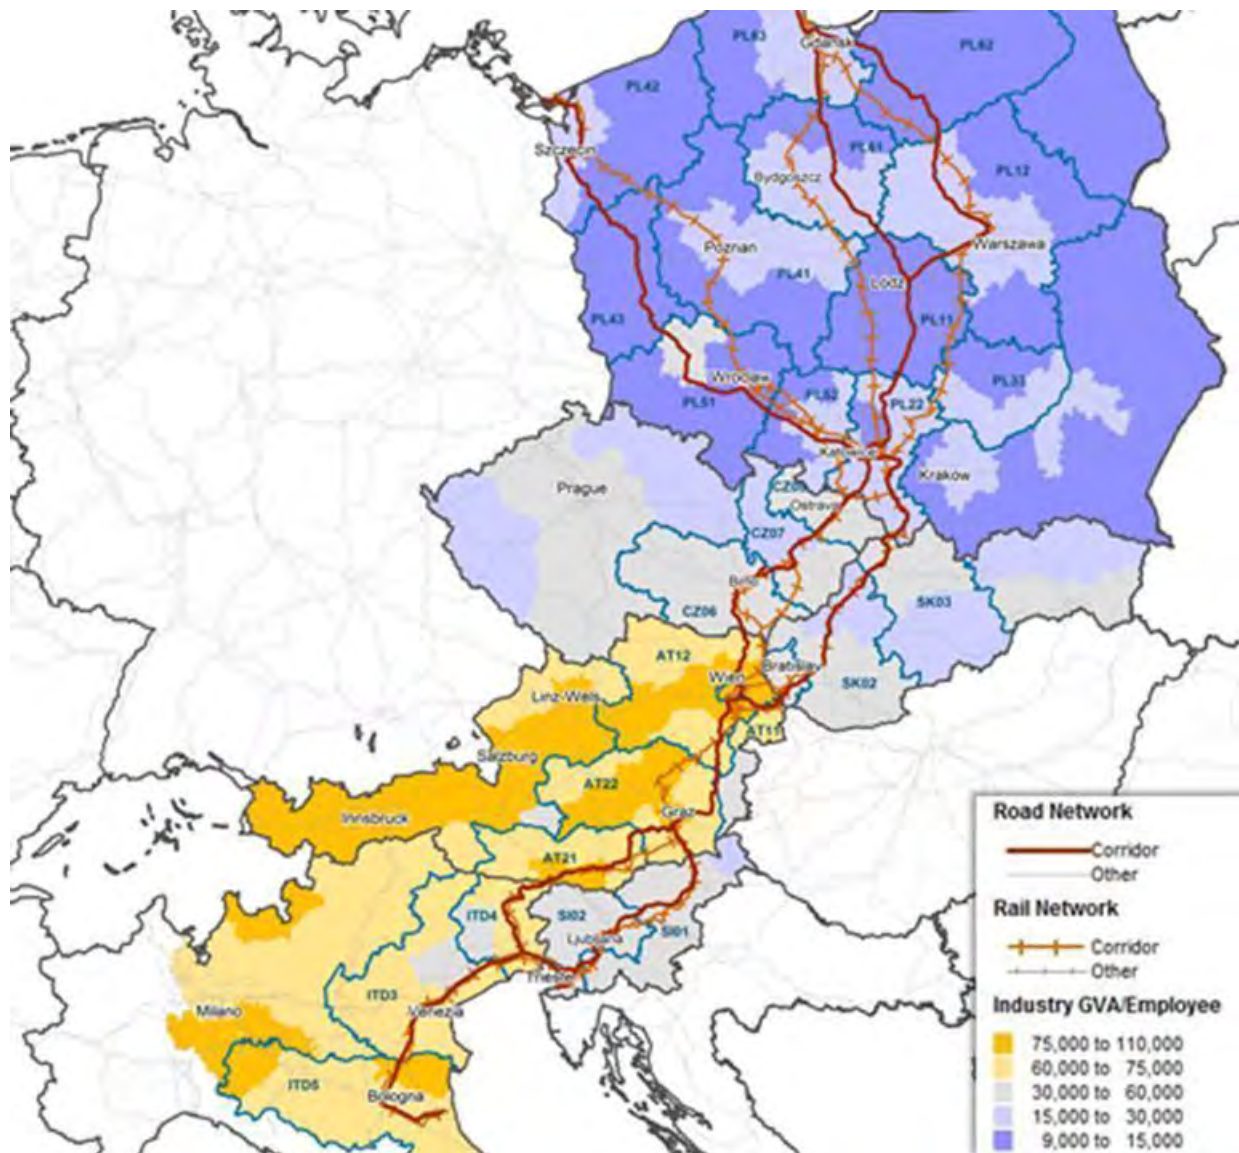 PL63
Gdańsk
PL62
PL42
Szczecin
PL61
Bydgoszcz
PL12
Poznan
Warszawa
PL41
Lodz
PL43
PL11
Wroclaw
PL33
PL51
PL52
PL22
Katowice
Krakow
Prague
Ostrava
CZ07
Brno
CZ06
SK03
AT12
Bratislav
Wien
SK02
Linz-Wels
AT11
Salzburg
AT22
Innsbruck
Graz
AT21
ITD4
SI02
Ljubljana
SI01
Trieste
ITD3
Venezia
Milano
ITD5
Bologna
Road Network
Corridor
Other
Rail Network
Corridor
Other
Industry GVA/Employee
75,000 to 110,000
60,000 to 75,000
30,000 to 60,000
15,000 to 30,000
9,000 to 15,000